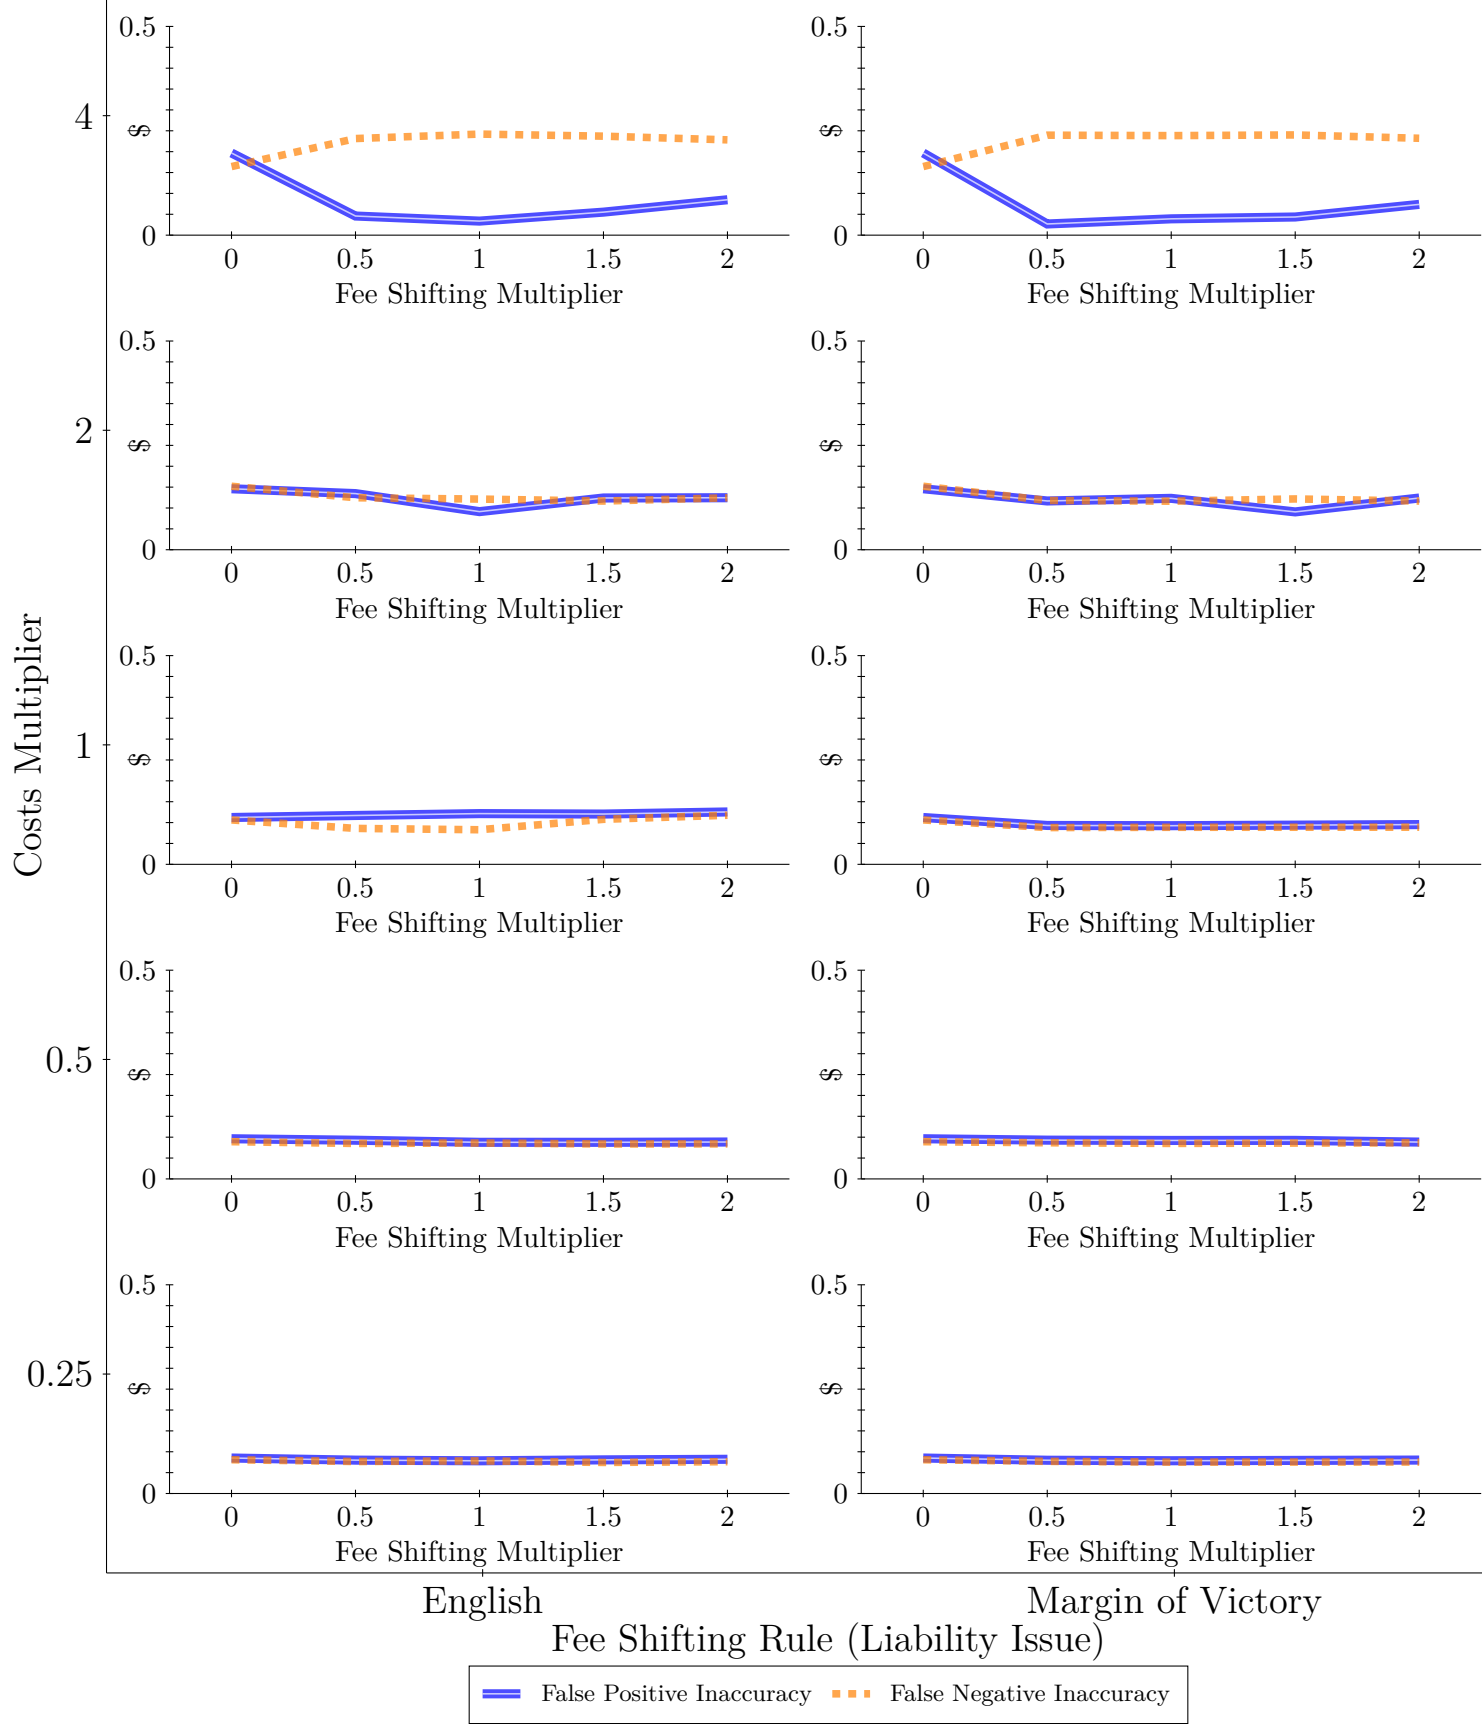 0.5
$
0
0 0.5 1 1.5 2
Fee Shifting Multiplier
0.5
$
0
0 0.5 1 1.5 2
Fee Shifting Multiplier
4
0.5
$
0
0 0.5 1 1.5 2
Fee Shifting Multiplier
0.5
$
0
0 0.5 1 1.5 2
Fee Shifting Multiplier
2
0.5
$
0
0 0.5 1 1.5 2
Fee Shifting Multiplier
0.5
$
0
0 0.5 1 1.5 2
Fee Shifting Multiplier
1
Costs Multiplier
0.5
$
0
0 0.5 1 1.5 2
Fee Shifting Multiplier
0.5
$
0
0 0.5 1 1.5 2
Fee Shifting Multiplier
0.5
0.5
$
0
0 0.5 1 1.5 2
Fee Shifting Multiplier
0.5
$
0
0 0.5 1 1.5 2
Fee Shifting Multiplier
0.25
English
Margin of Victory
Fee Shifting Rule (Liability Issue)
False Positive Inaccuracy
False Negative Inaccuracy